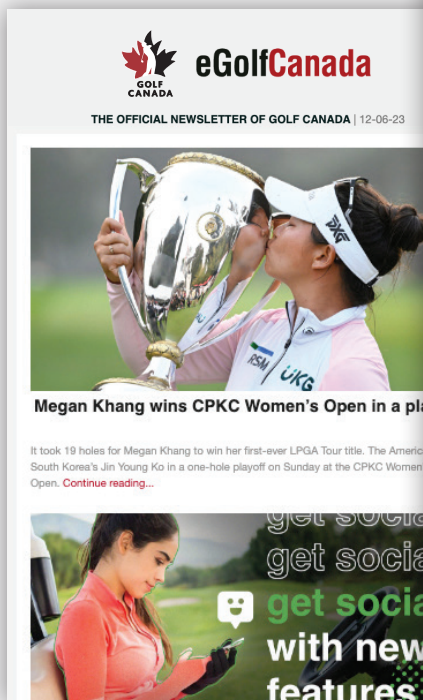 GOLF
CANADA
eGolfCanada
THE OFFICIAL NEWSLETTER OF GOLF CANADA | 12-06-23
PXG
RSM
UKG
Megan Khang wins CPKC Women's Open in a pla
It took 19 holes for Megan Khang to win her first-ever LPGA Tour title. The Americ
South Korea's Jin Young Ko in a one-hole playoff on Sunday at the CPKC Women
Open. Continue reading...
get socia
get socia
get socia
with new
features